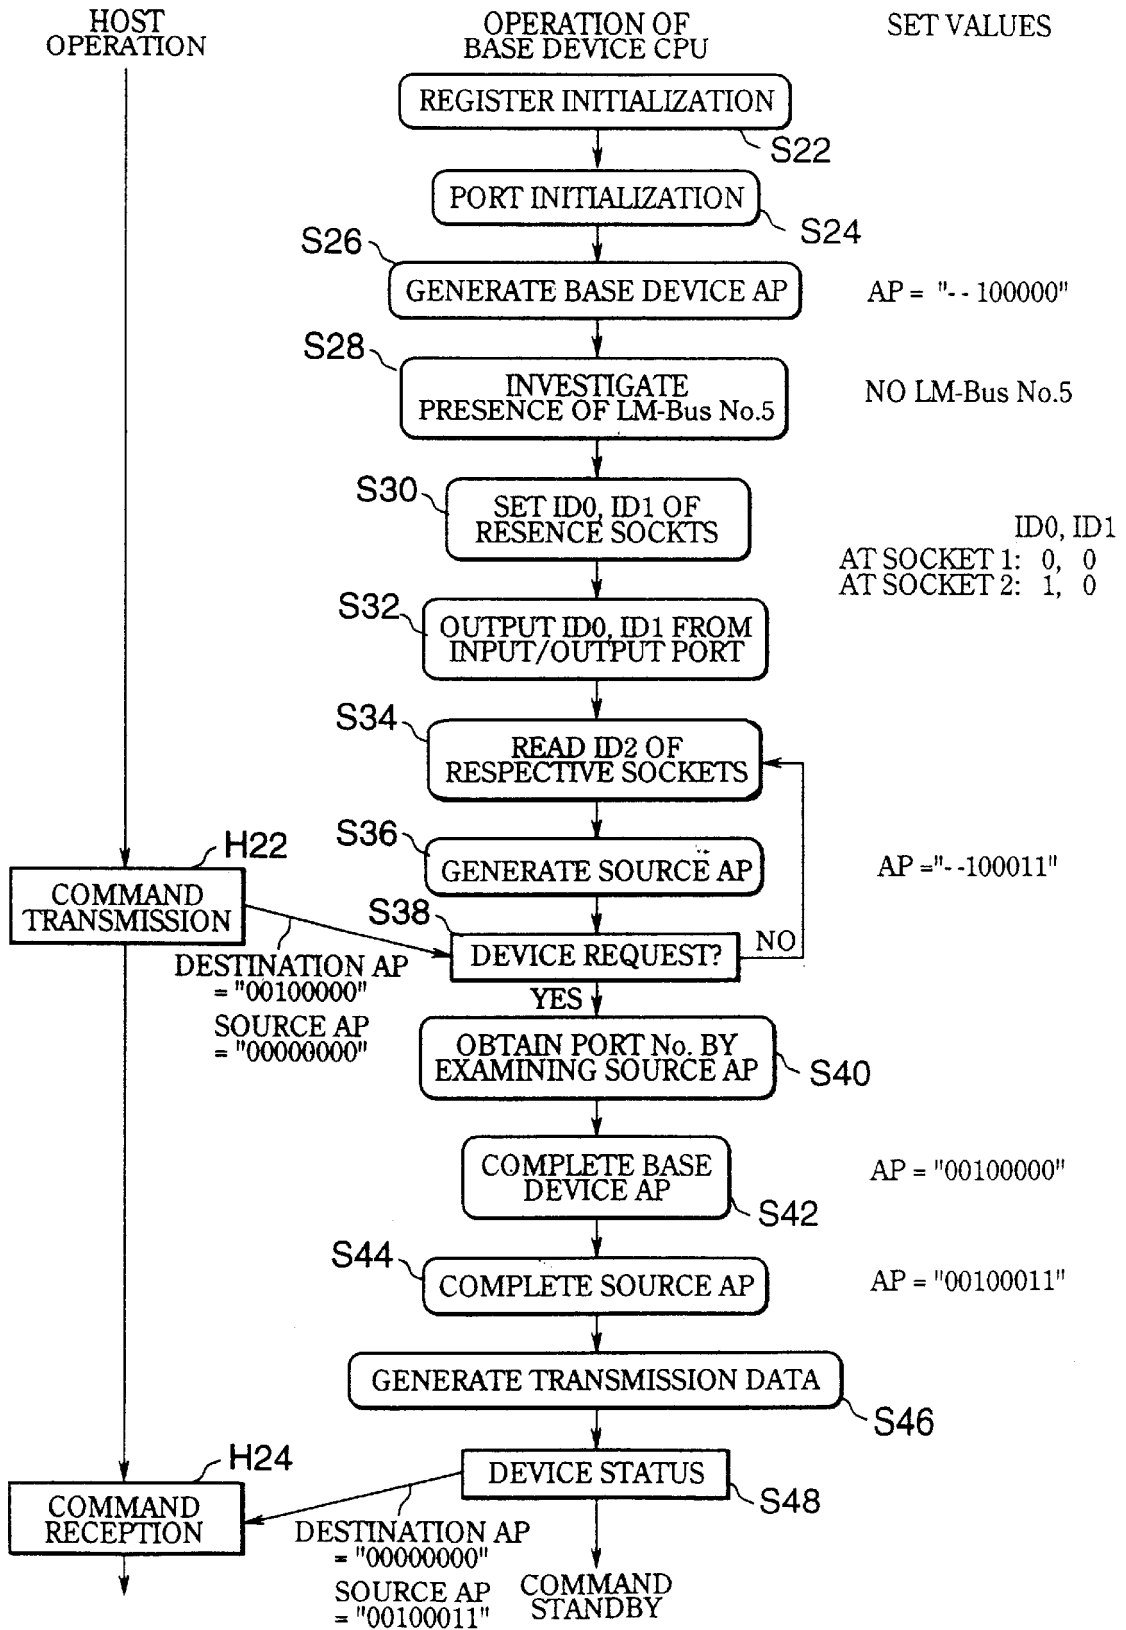 HOST
OPERATION
OPERATION OF
BASE DEVICE CPU
SET VALUES
REGISTER INITIALIZATION
S22
PORT INITIALIZATION
S24
S26
GENERATE BASE DEVICE AP
AP = "- - 100000"
S28
INVESTIGATE
PRESENCE OF LM-Bus No.5
NO LM-Bus No.5
S30
SET ID0, ID1 OF
RESENCE SOCKTS
ID0, ID1
AT SOCKET 1: 0, 0
AT SOCKET 2: 1, 0
S32
OUTPUT ID0, ID1 FROM
INPUT/OUTPUT PORT
S34
READ ID2 OF
RESPECTIVE SOCKETS
S36
GENERATE SOURCE AP
AP ="- -100011"
H22
COMMAND
TRANSMISSION
S38
DEVICE REQUEST?
NO
DESTINATION AP
= "00100000"
SOURCE AP
= "00000000"
YES
OBTAIN PORT No. BY
EXAMINING SOURCE AP
S40
COMPLETE BASE
DEVICE AP
S42
AP = "00100000"
S44
COMPLETE SOURCE AP
AP = "00100011"
GENERATE TRANSMISSION DATA
S46
H24
COMMAND
RECEPTION
DEVICE STATUS
S48
DESTINATION AP
= "00000000"
SOURCE AP
= "00100011"
COMMAND
STANDBY